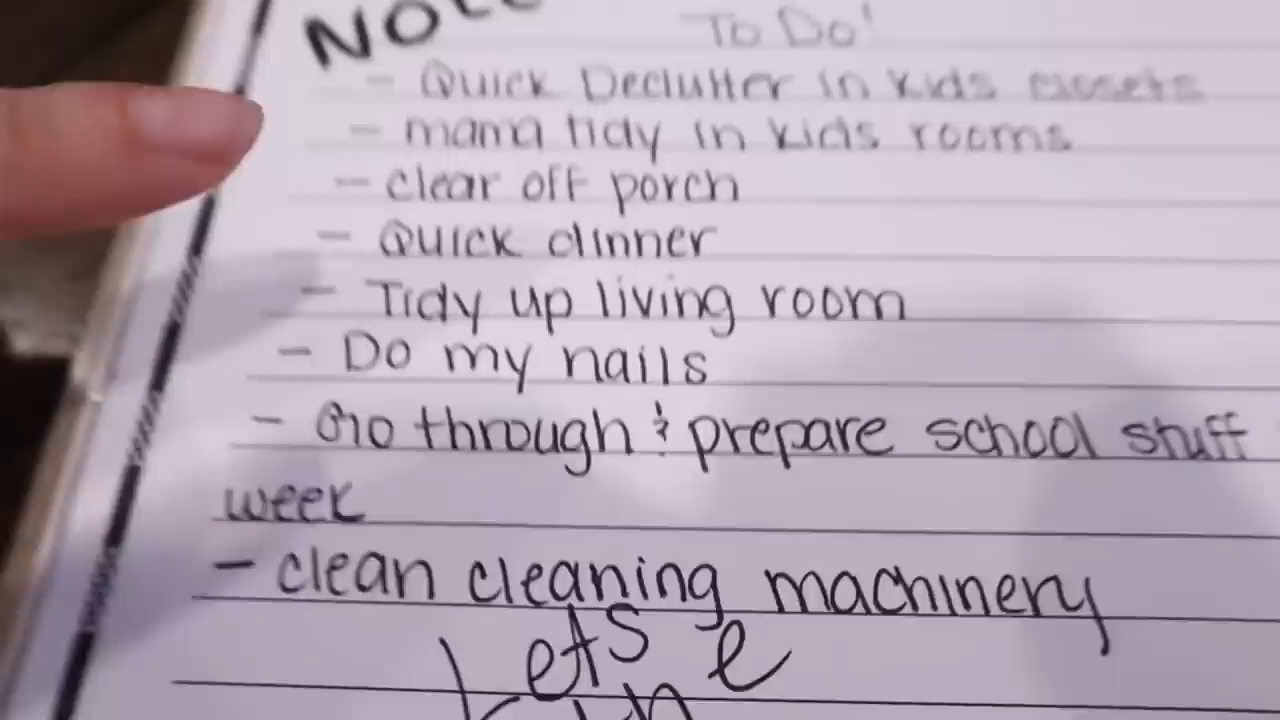 To Do!
- Quick Declutter in kids closets
- mama tidy in kids rooms
- clear off porch
- Quick dinner
- Tidy up living room
- Do my nails
- Go through & prepare school stuff
week
- clean cleaning machinery
Lets